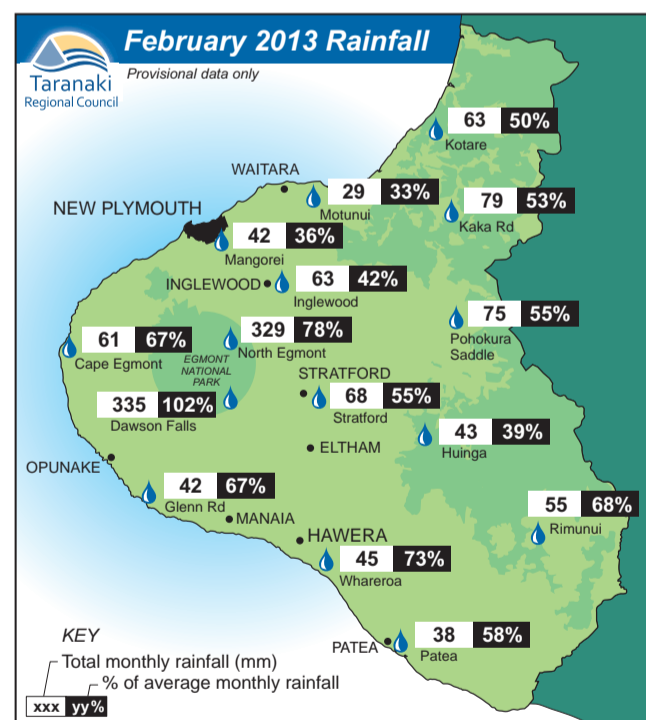 February 2013 Rainfall
Provisional data only
Taranaki
Regional Council
63 50%
Kotare
WAITARA
29 33%
Motunui
79 53%
Kaka Rd
NEW PLYMOUTH
42 36%
Mangorei
INGLEWOOD
63 42%
Inglewood
75 55%
Pohokura
Saddle
61 67%
Cape Egmont
329 78%
North Egmont
EGMONT
NATIONAL
PARK
STRATFORD
335 102%
Dawson Falls
68 55%
Stratford
43 39%
Huinga
ELTHAM
OPUNAKE
42 67%
Glenn Rd
MANAIA
55 68%
Rimunui
HAWERA
45 73%
Whareroa
38 58%
PATEA
Patea
KEY
Total monthly rainfall (mm)
% of average monthly rainfall
xxx yy%